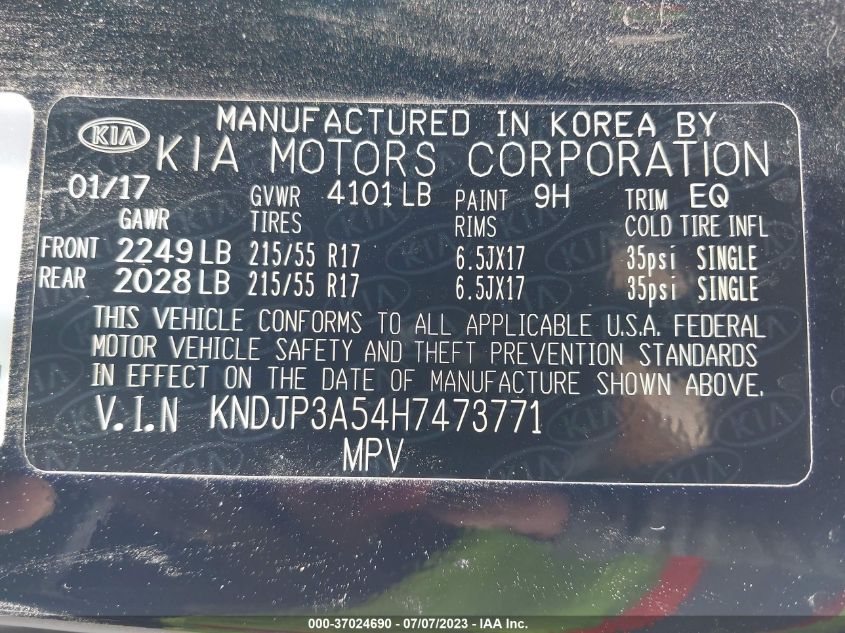 KIA
MANUFACTURED IN KOREA BY
KIA MOTORS CORPORATION
01/17 GVWR 4101 LB PAINT 9H TRIM EQ
GAWR TIRES RIMS COLD TIRE INFL
FRONT 2249 LB 215/55 R17 6.5JX17 35psi SINGLE
REAR 2028 LB 215/55 R17 6.5JX17 35psi SINGLE
THIS VEHICLE CONFORMS TO ALL APPLICABLE U.S.A. FEDERAL
MOTOR VEHICLE SAFETY AND THEFT PREVENTION STANDARDS
IN EFFECT ON THE DATE OF MANUFACTURE SHOWN ABOVE.
V.I.N KNDJP3A54H7473771
MPV
000-37024690 - 07/07/2023 - IAA Inc.